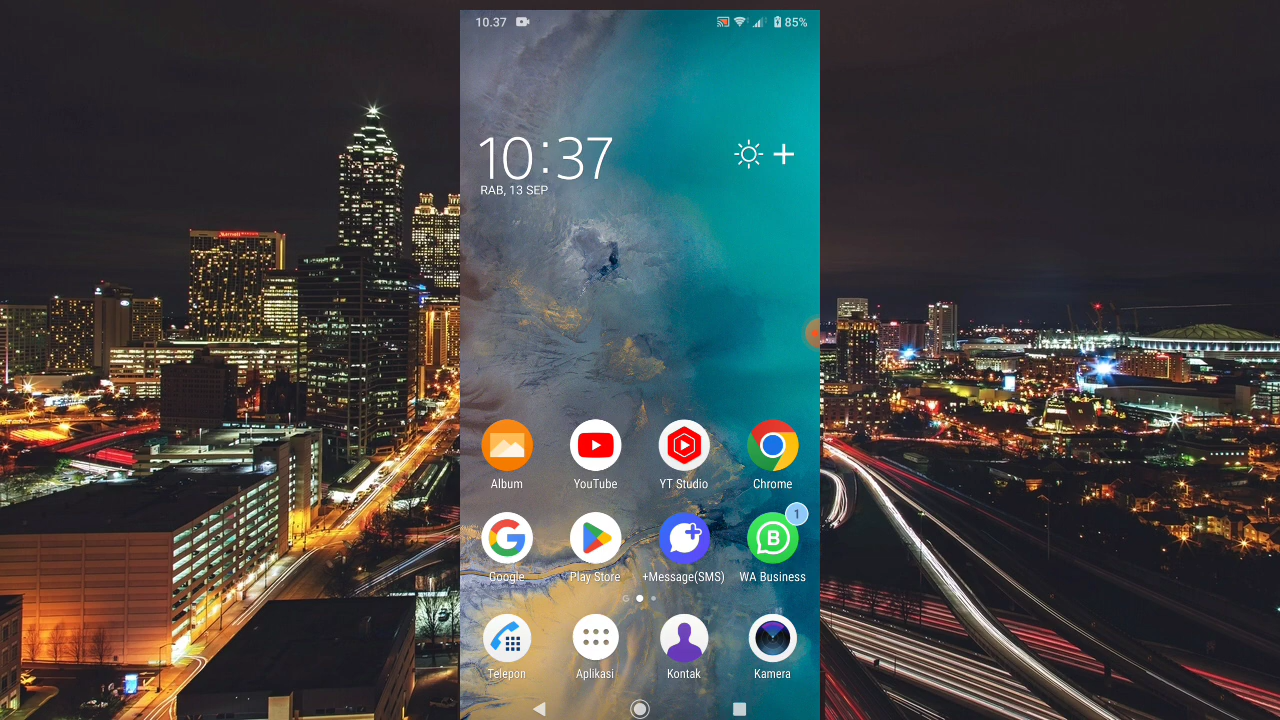 10.37 85%
10:37
RAB, 13 SEP
Marriott
Album YouTube YT Studio Chrome
1
Google Play Store +Message(SMS) WA Business
Telepon Aplikasi Kontak Kamera